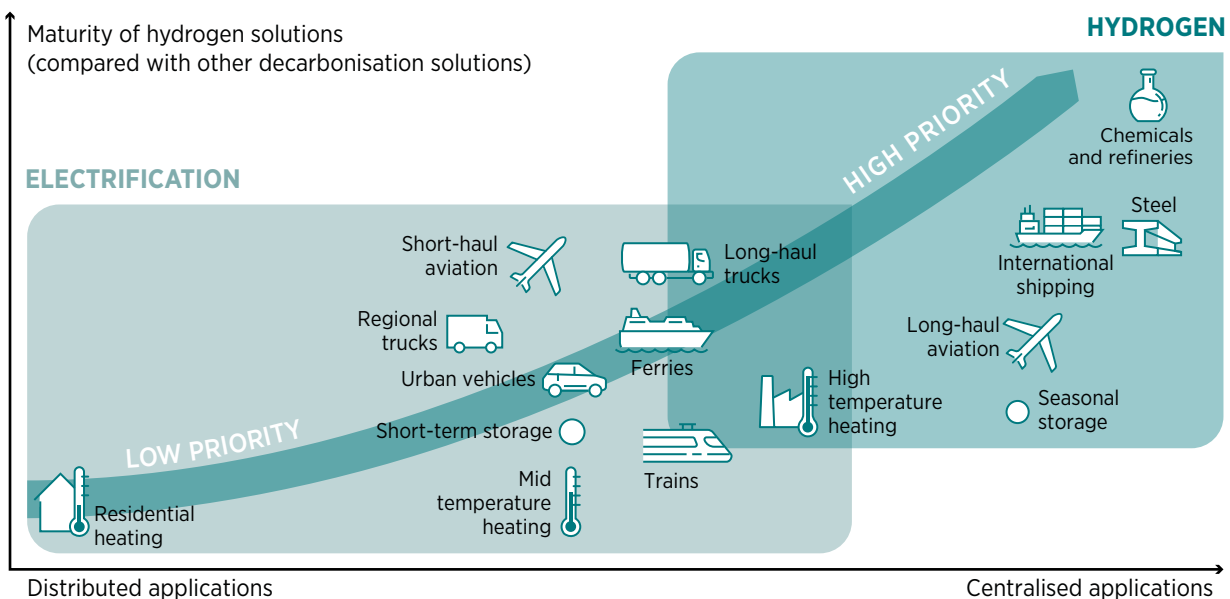 HYDROGEN
Maturity of hydrogen solutions
(compared with other decarbonisation solutions)
HIGH PRIORITY
Chemicals
and refineries
ELECTRIFICATION
Steel
Short-haul
aviation
Long-haul
trucks
International
shipping
Regional
trucks
Long-haul
aviation
Ferries
Urban vehicles
High
temperature
heating
Seasonal
storage
LOW PRIORITY
Short-term storage
Trains
Mid
temperature
heating
Residential
heating
Distributed applications
Centralised applications